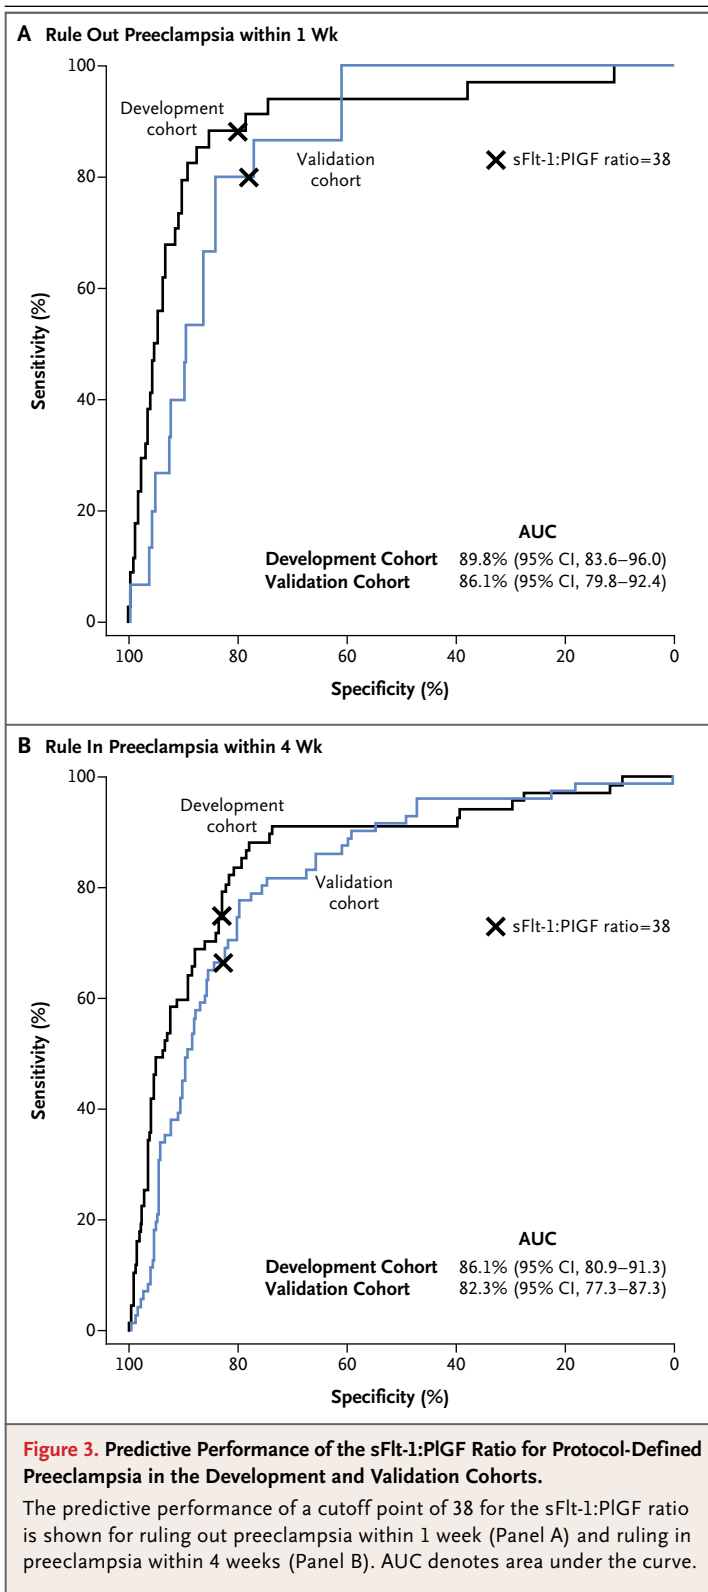 A Rule Out Preeclampsia within 1 Wk
100
80
60
40
20
0
Sensitivity (%)
Development
cohort
Validation
cohort
sFlt-1:PIGF ratio=38
AUC
Development Cohort 89.8% (95% CI, 83.6–96.0)
Validation Cohort 86.1% (95% CI, 79.8–92.4)
100 80 60 40 20 0
Specificity (%)
B Rule In Preeclampsia within 4 Wk
100
80
60
40
20
0
Sensitivity (%)
Development
cohort
Validation
cohort
sFlt-1:PIGF ratio=38
AUC
Development Cohort 86.1% (95% CI, 80.9–91.3)
Validation Cohort 82.3% (95% CI, 77.3–87.3)
100 80 60 40 20 0
Specificity (%)
Figure 3. Predictive Performance of the sFlt-1:PlGF Ratio for Protocol-Defined
Preeclampsia in the Development and Validation Cohorts.
The predictive performance of a cutoff point of 38 for the sFlt-1:PlGF ratio
is shown for ruling out preeclampsia within 1 week (Panel A) and ruling in
preeclampsia within 4 weeks (Panel B). AUC denotes area under the curve.